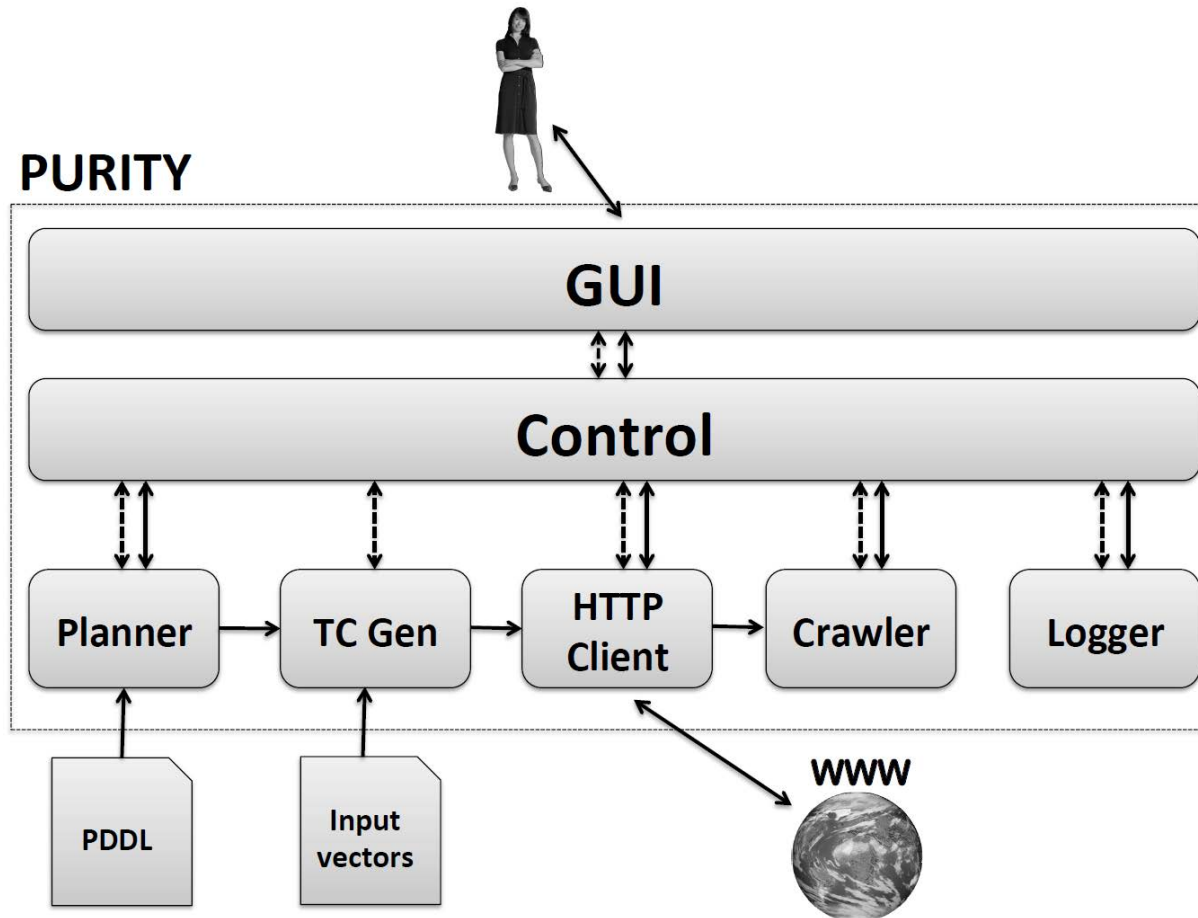 PURITY
GUI
Control
Planner
TC Gen
HTTP
Client
Crawler
Logger
PDDL
Input
vectors
WWW